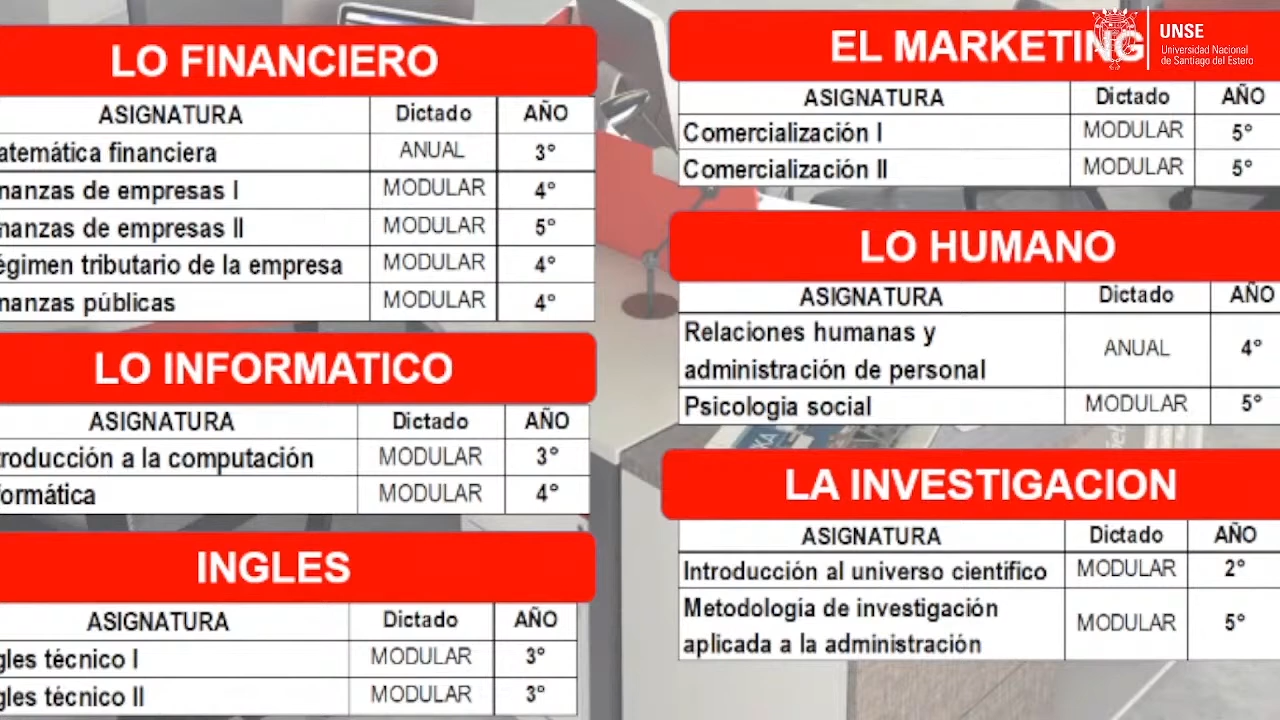 LO FINANCIERO
ASIGNATURA Dictado AÑO
atemática financiera ANUAL 3°
nanzas de empresas I MODULAR 4°
nanzas de empresas II MODULAR 5°
égimen tributario de la empresa MODULAR 4°
nanzas públicas MODULAR 4°
LO INFORMATICO
ASIGNATURA Dictado AÑO
troducción a la computación MODULAR 3°
formática MODULAR 4°
INGLES
ASIGNATURA Dictado AÑO
gles técnico I MODULAR 3°
gles técnico II MODULAR 3°
EL MARKETING
ASIGNATURA Dictado AÑO
Comercialización I MODULAR 5°
Comercialización II MODULAR 5°
LO HUMANO
ASIGNATURA Dictado AÑO
Relaciones humanas y
administración de personal ANUAL 4°
Psicologia social MODULAR 5°
LA INVESTIGACION
ASIGNATURA Dictado AÑO
Introducción al universo científico MODULAR 2°
Metodología de investigación
aplicada a la administración MODULAR 5°
UNSE
Universidad Nacional
de Santiago del Estero